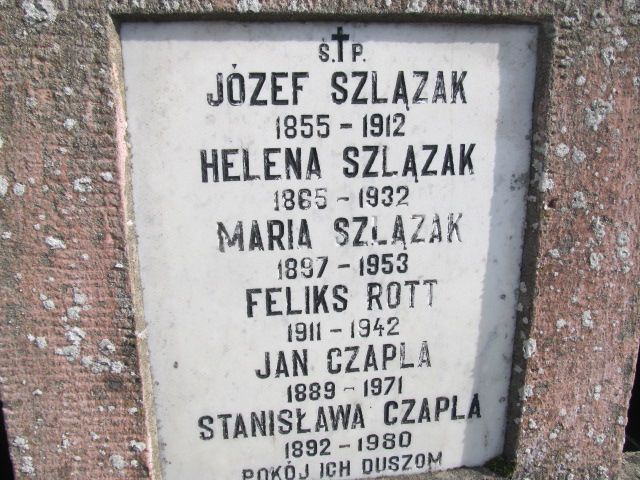 Ś.†P.
JÓZEF SZLĄZAK
1855 - 1912
HELENA SZLĄZAK
1865 - 1932
MARIA SZLĄZAK
1897 - 1953
FELIKS ROTT
1911 - 1942
JAN CZAPLA
1889 - 1971
STANISŁAWA CZAPLA
1892 - 1980
POKÓJ ICH DUSZOM